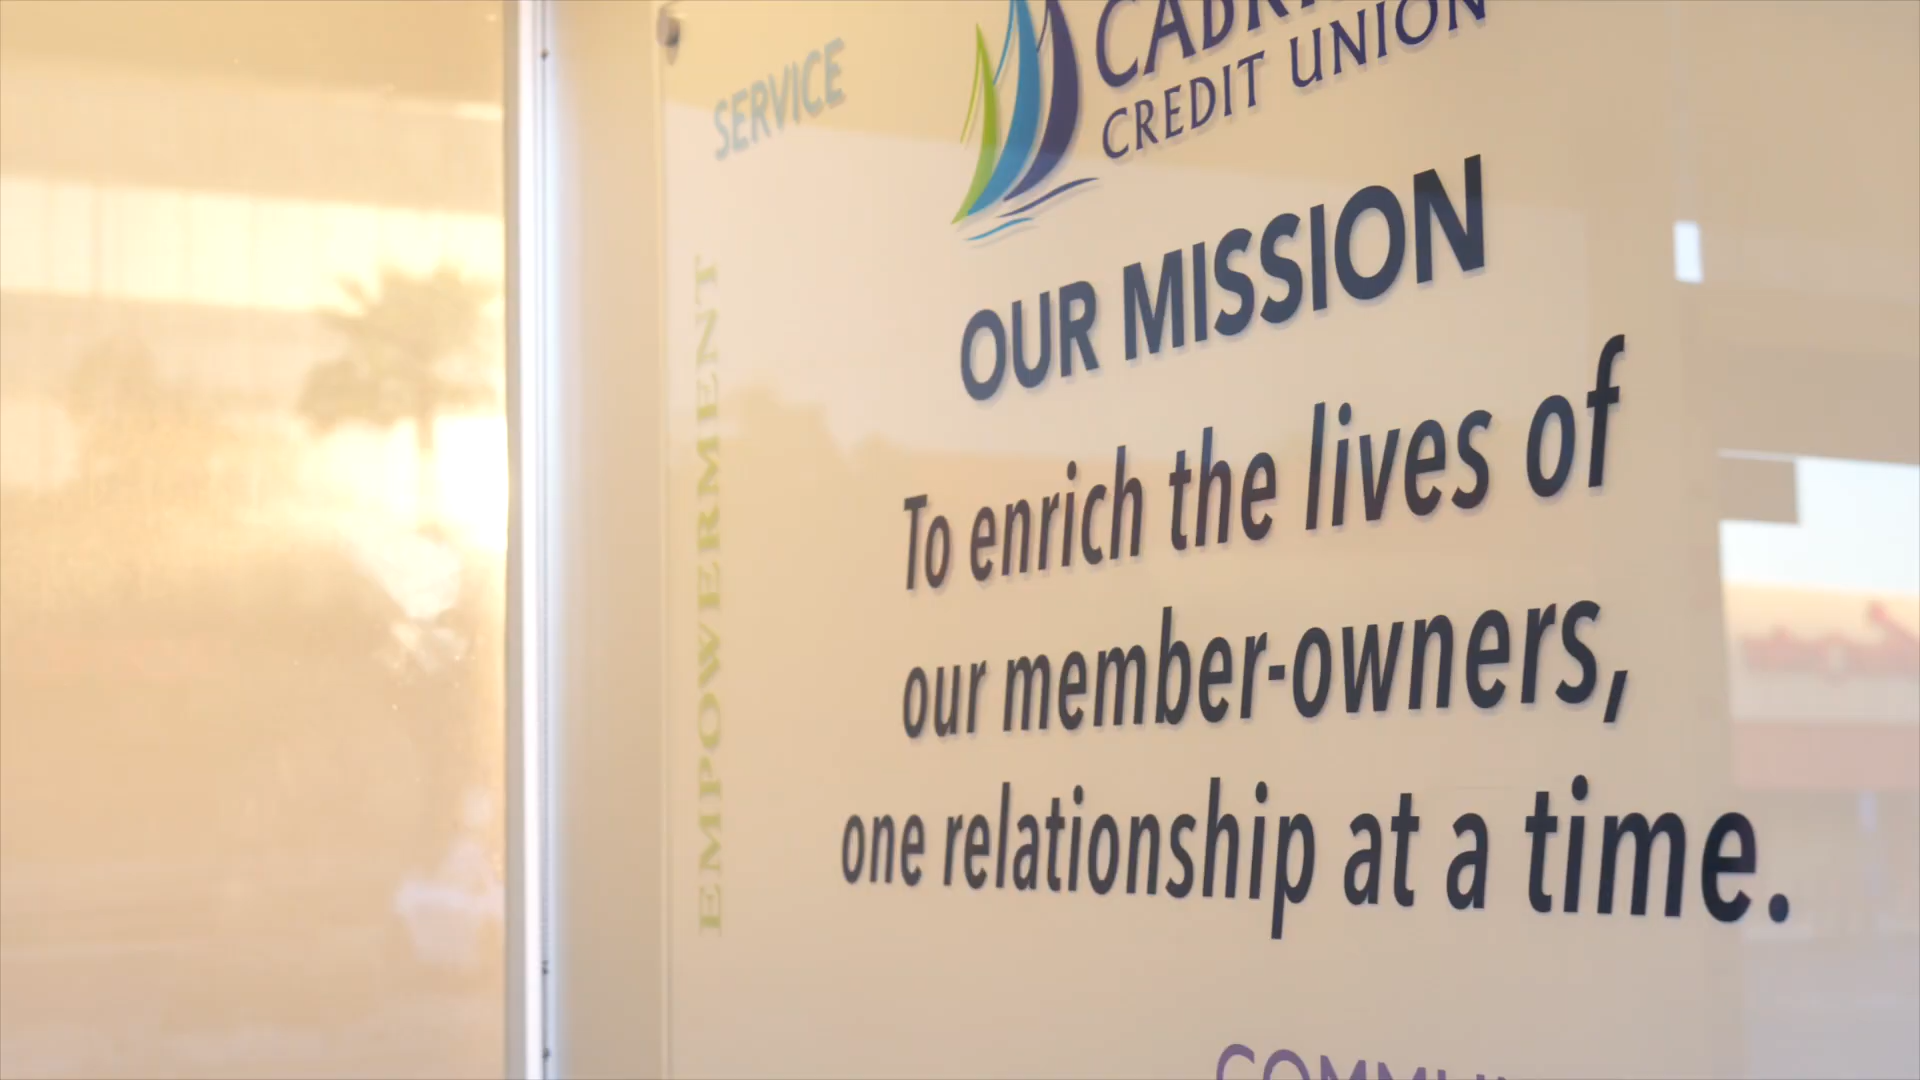 SERVICE
CREDIT UNION
OUR MISSION
EMPOWERMENT
To enrich the lives of
our member-owners,
one relationship at a time.